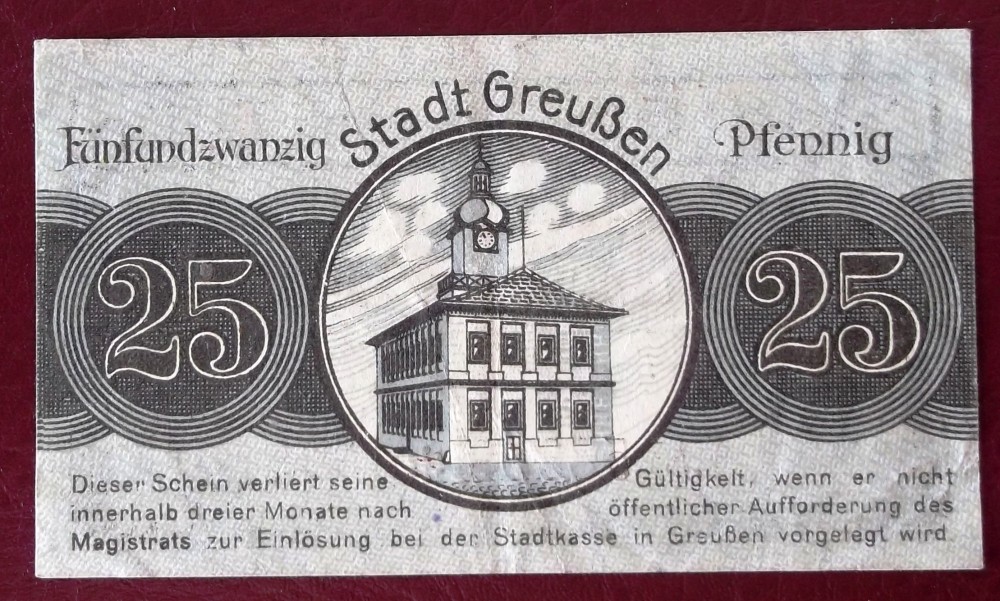 Stadt Greußen
Fünfundzwanzig Pfennig
25 25
Dieser Schein verliert seine Gültigkeit, wenn er nicht
innerhalb dreier Monate nach öffentlicher Aufforderung des
Magistrats zur Einlösung bei der Stadtkasse in Greußen vorgelegt wird.